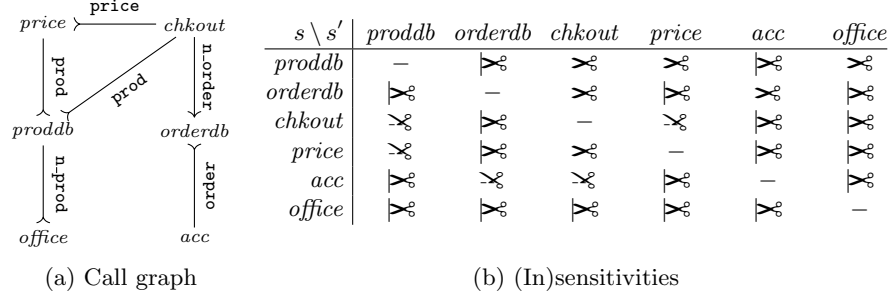 price
price
chkout
prod
prod
n_order
proddb
orderdb
n_prod
order
office
acc
(a) Call graph
s \ s′ proddb orderdb chkout price acc office
proddb –
orderdb –
chkout –
price –
acc –
office –
(b) (In)sensitivities